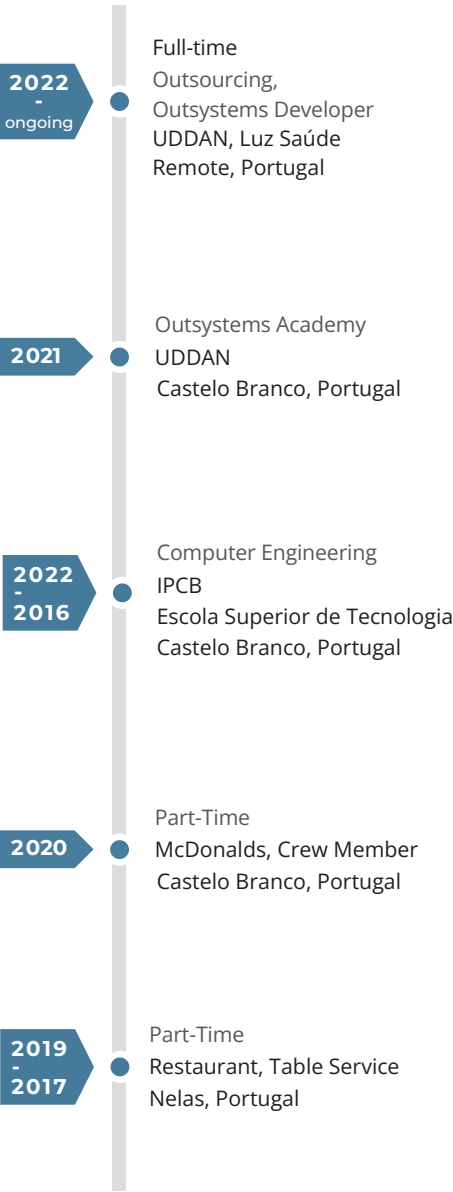 2022
-
ongoing
Full-time
Outsourcing,
Outsystems Developer
UDDAN, Luz Saúde
Remote, Portugal
2021
Outsystems Academy
UDDAN
Castelo Branco, Portugal
2022
-
2016
Computer Engineering
IPCB
Escola Superior de Tecnologia
Castelo Branco, Portugal
2020
Part-Time
McDonalds, Crew Member
Castelo Branco, Portugal
2019
-
2017
Part-Time
Restaurant, Table Service
Nelas, Portugal